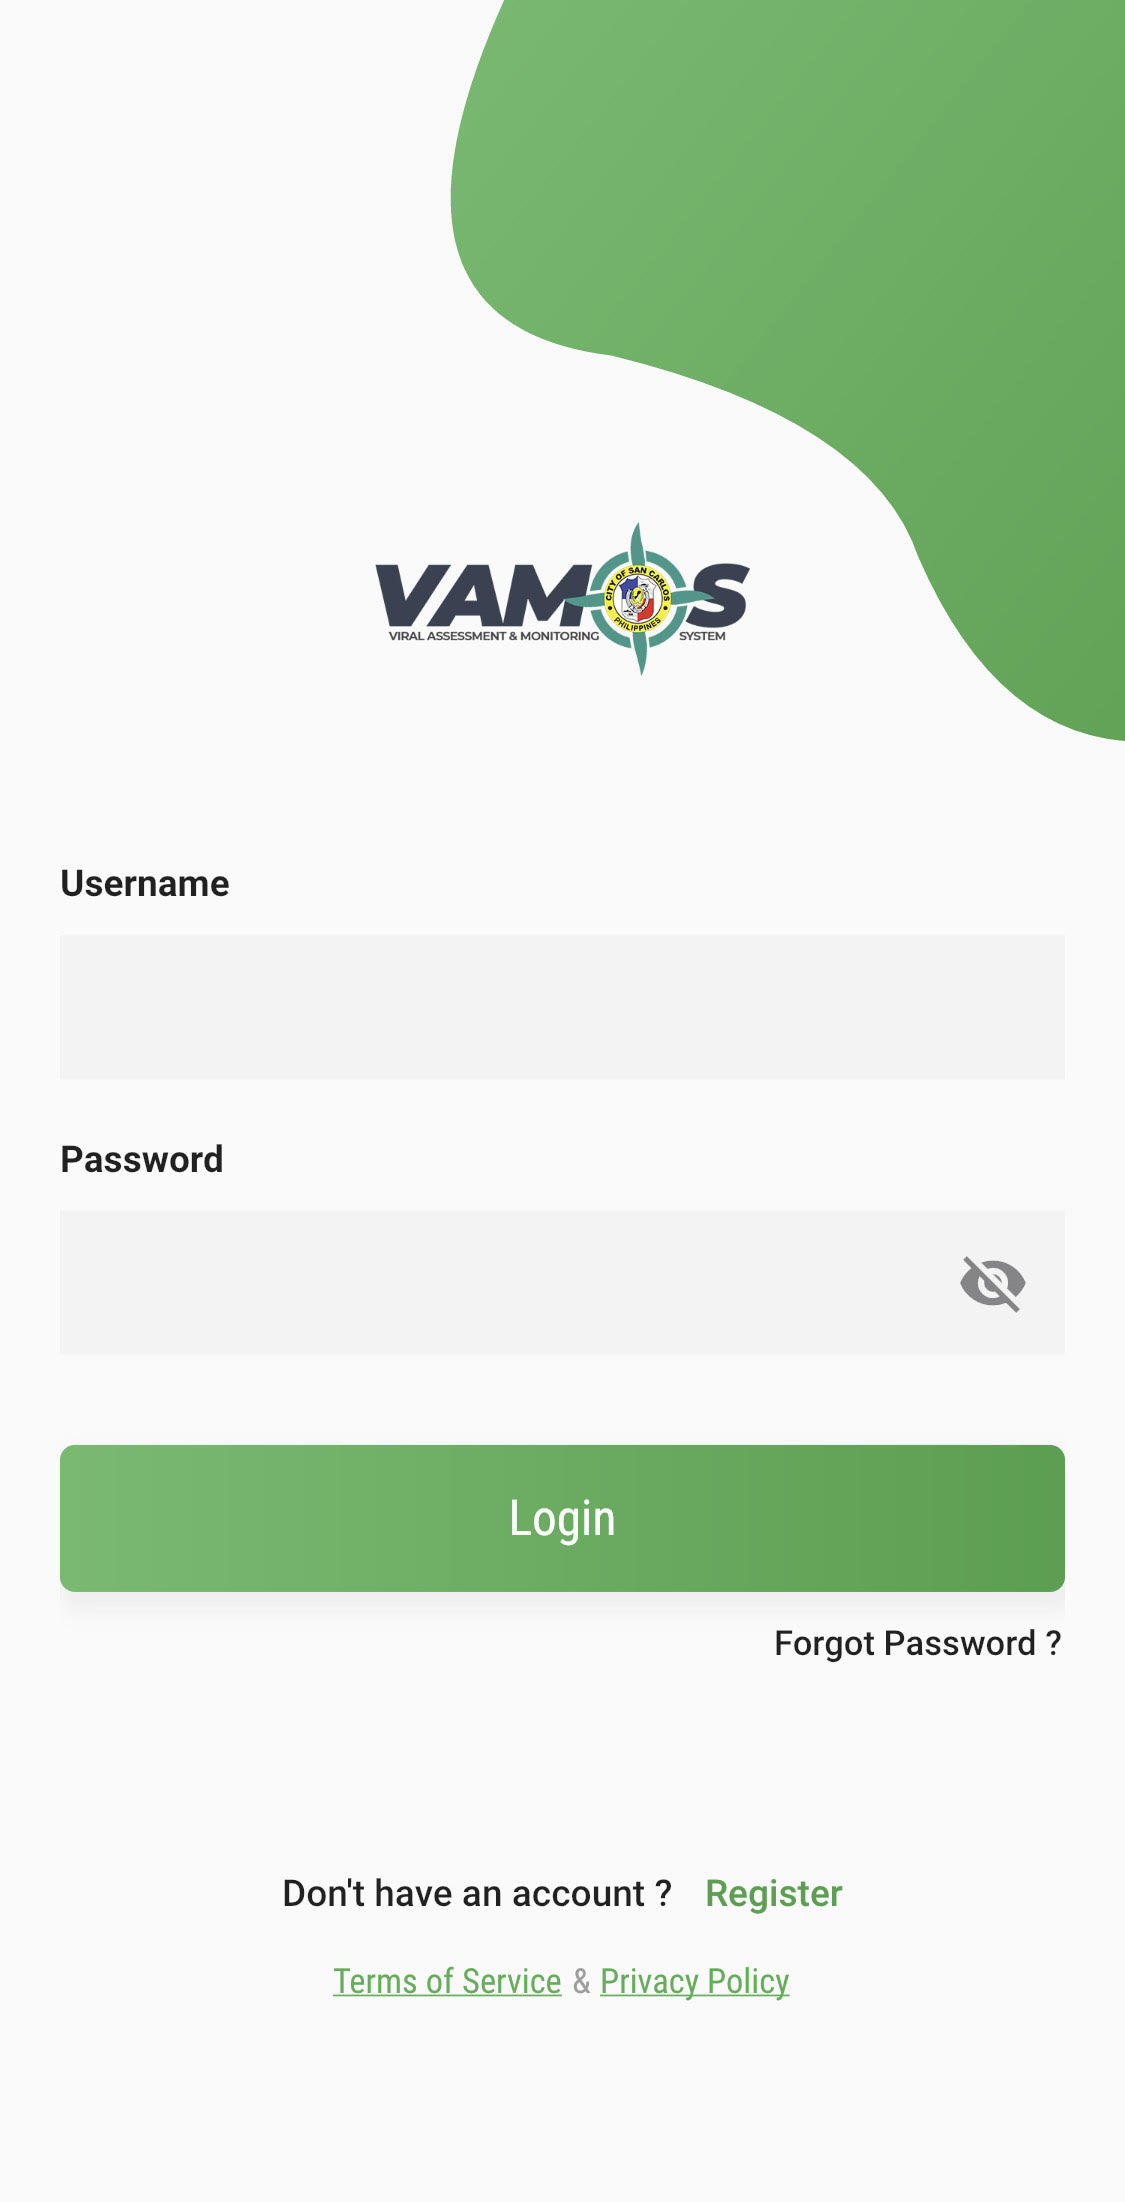 VAMOS
CITY OF SAN CARLOS
PHILIPPINES
VIRAL ASSESSMENT & MONITORING SYSTEM
Username
Password
Login
Forgot Password ?
Don't have an account ? Register
Terms of Service & Privacy Policy